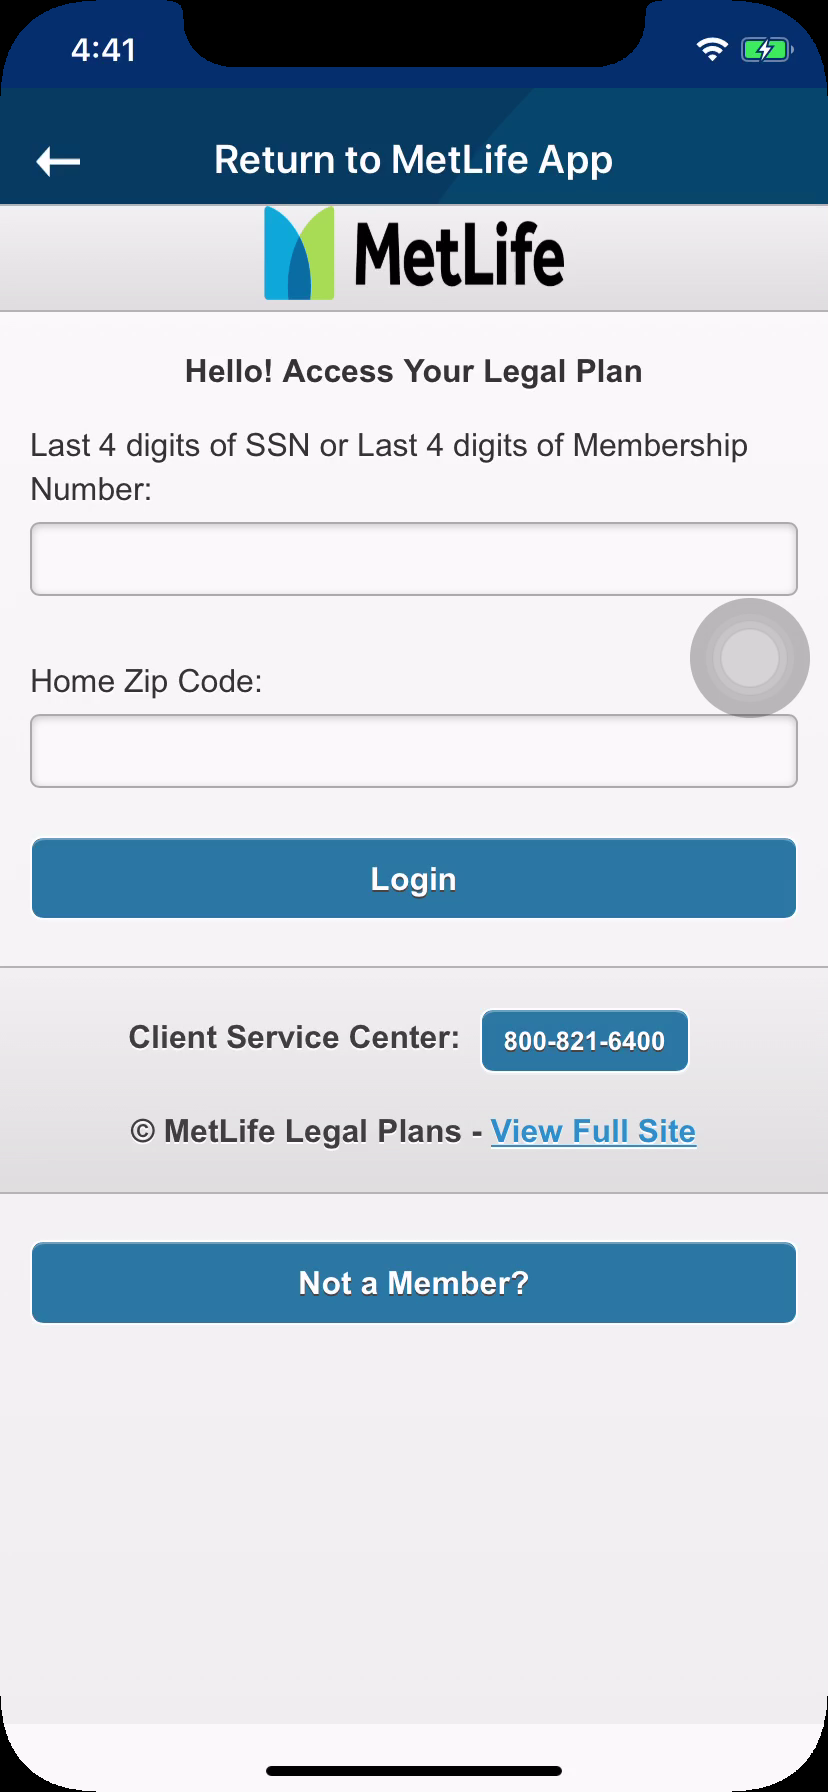 4:41
Return to MetLife App
MetLife
Hello! Access Your Legal Plan
Last 4 digits of SSN or Last 4 digits of Membership
Number:
Home Zip Code:
Login
Client Service Center: 800-821-6400
© MetLife Legal Plans - View Full Site
Not a Member?